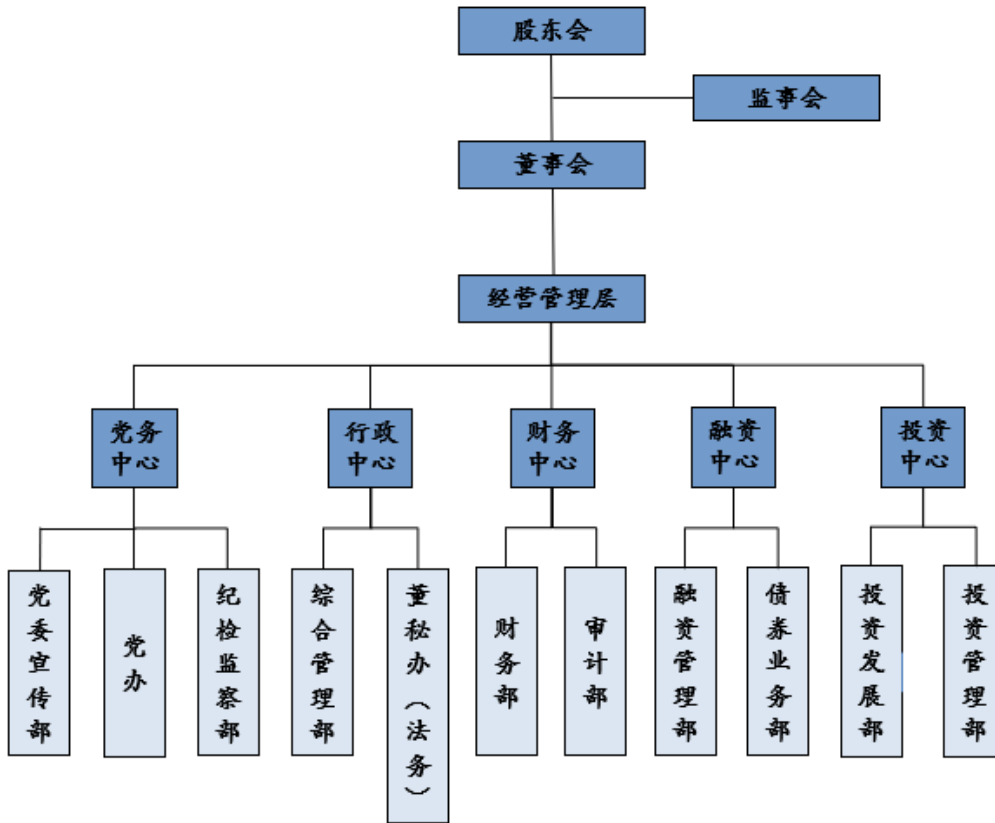 股东会
监事会
董事会
经营管理层
党务
中心
行政
中心
财务
中心
融资
中心
投资
中心
党委宣传部
党办
纪检监察部
综合管理部
董秘办（法务）
财务部
审计部
融资管理部
债券业务部
投资发展部
投资管理部